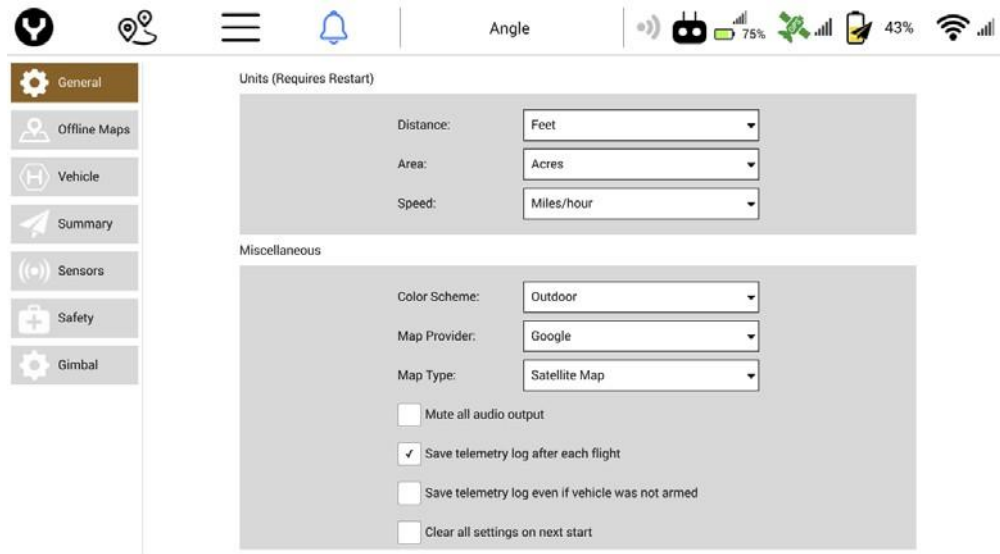 Angle
75%
43%
General
Offline Maps
Vehicle
Summary
Sensors
Safety
Gimbal
Units (Requires Restart)
Distance: Feet
Area: Acres
Speed: Miles/hour
Miscellaneous
Color Scheme: Outdoor
Map Provider: Google
Map Type: Satellite Map
Mute all audio output
Save telemetry log after each flight
Save telemetry log even if vehicle was not armed
Clear all settings on next start